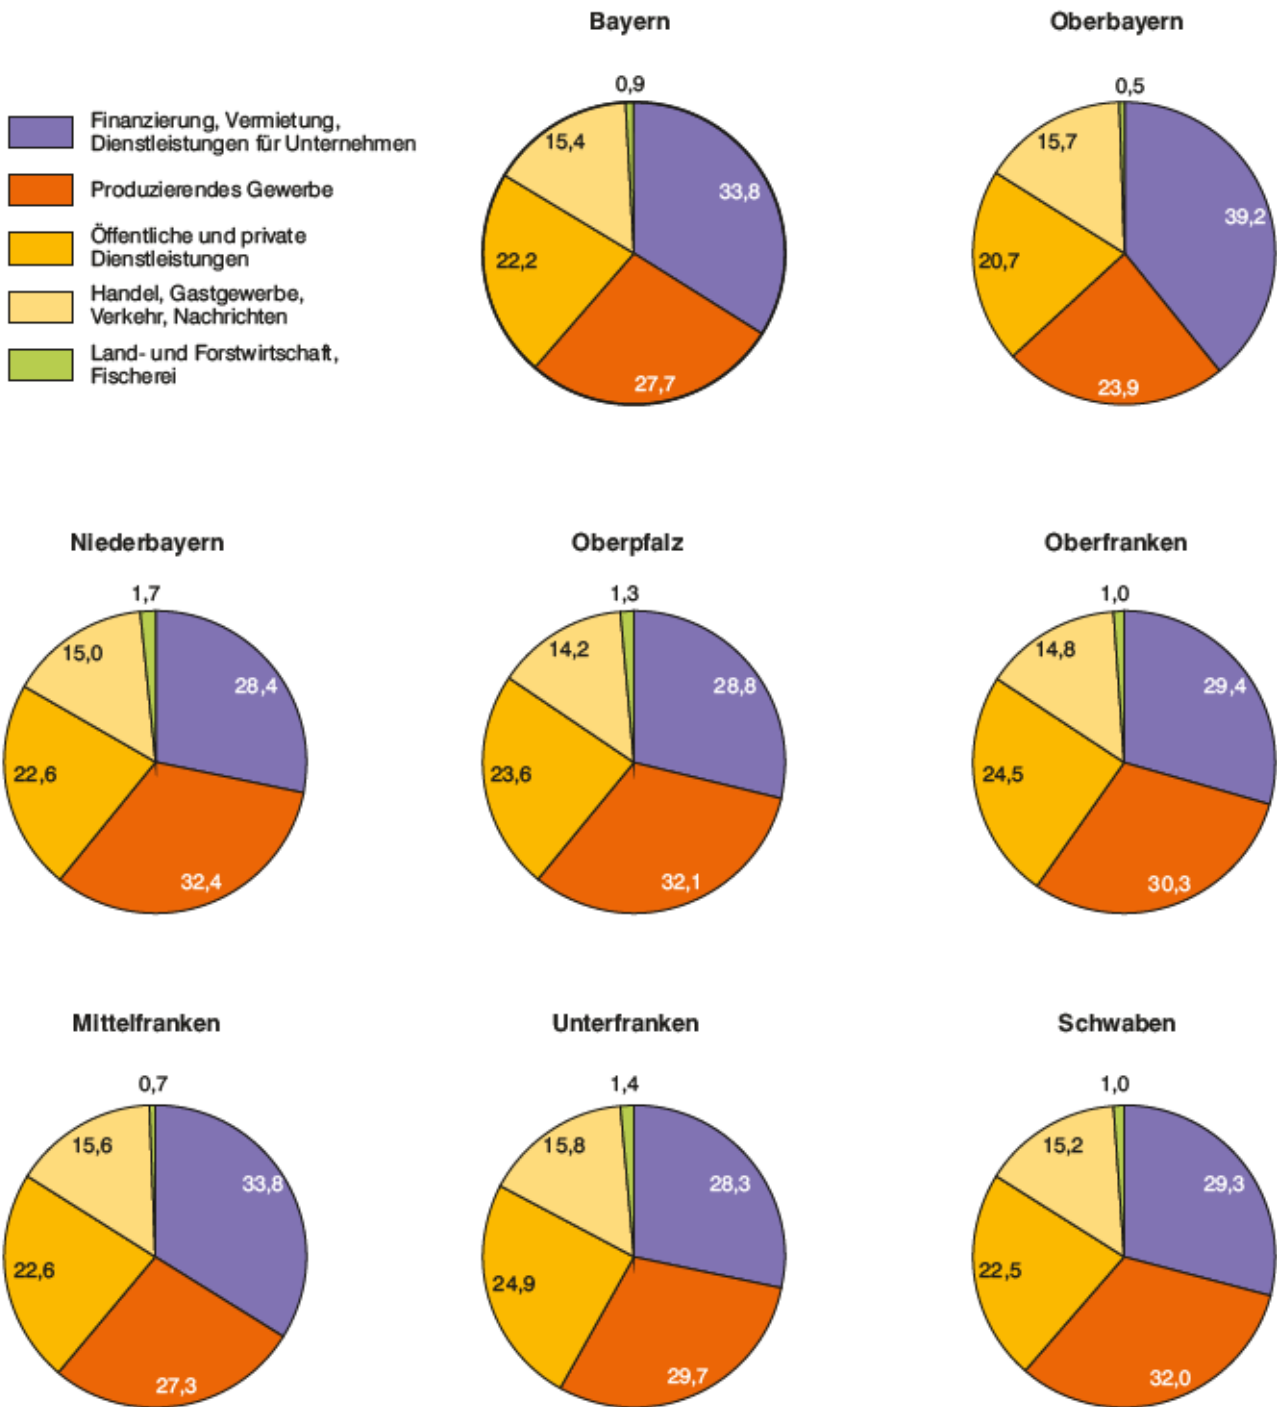 Bayern
Oberbayern
Finanzierung, Vermietung,
Dienstleistungen für Unternehmen
Produzierendes Gewerbe
Öffentliche und private
Dienstleistungen
Handel, Gastgewerbe,
Verkehr, Nachrichten
Land- und Forstwirtschaft,
Fischerei
0,9
15,4
33,8
22,2
27,7
0,5
15,7
39,2
20,7
23,9
Niederbayern
Oberpfalz
Oberfranken
1,7
15,0
28,4
22,6
32,4
1,3
14,2
28,8
23,6
32,1
1,0
14,8
29,4
24,5
30,3
Mittelfranken
Unterfranken
Schwaben
0,7
15,6
33,8
22,6
27,3
1,4
15,8
28,3
24,9
29,7
1,0
15,2
29,3
22,5
32,0